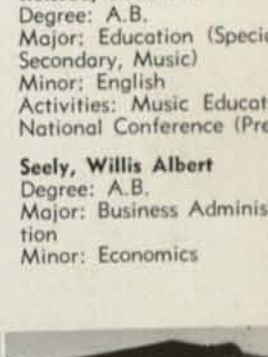 Degree: A.B.
Major: Education (Specia
Secondary, Music)
Minor: English
Activities: Music Educat
National Conference (Pre
Seely, Willis Albert
Degree: A.B.
Major: Business Adminis
tion
Minor: Economics